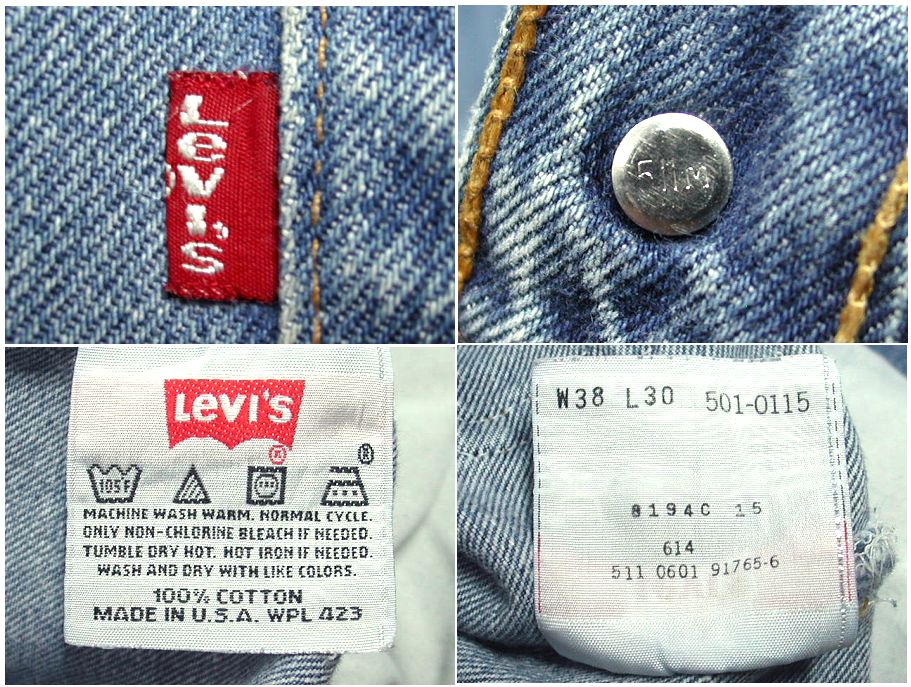 LEVI'S
511M
LEVI'S
®
®
105F
MACHINE WASH WARM. NORMAL CYCLE.
ONLY NON-CHLORINE BLEACH IF NEEDED.
TUMBLE DRY HOT. HOT IRON IF NEEDED.
WASH AND DRY WITH LIKE COLORS.
100% COTTON
MADE IN U.S.A. WPL 423
W38 L30 501-0115
8194C 15
614
511 0601 91765-6